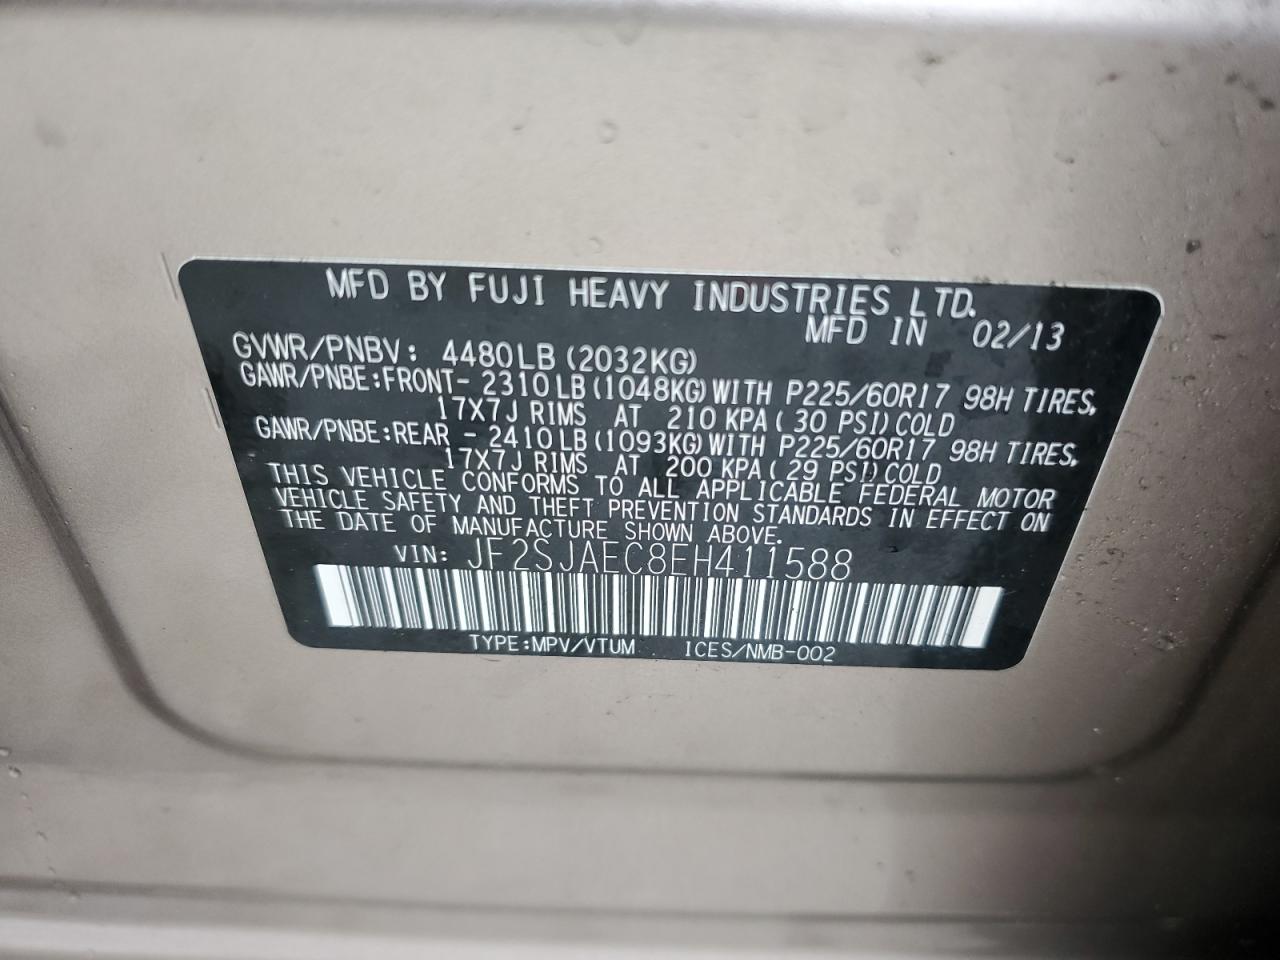 MFD BY FUJI HEAVY INDUSTRIES LTD.
MFD IN 02/13
GVWR/PNBV: 4480LB (2032KG)
GAWR/PNBE:FRONT- 2310LB (1048KG) WITH P225/60R17 98H TIRES,
17X7J RIMS AT 210 KPA (30 PSI) COLD
GAWR/PNBE:REAR - 2410LB (1093KG) WITH P225/60R17 98H TIRES,
17X7J RIMS AT 200 KPA (29 PSI) COLD
THIS VEHICLE CONFORMS TO ALL APPLICABLE FEDERAL MOTOR
VEHICLE SAFETY AND THEFT PREVENTION STANDARDS IN EFFECT ON
THE DATE OF MANUFACTURE SHOWN ABOVE.
VIN: JF2SJAEC8EH411588
TYPE:MPV/VTUM ICES/NMB-002